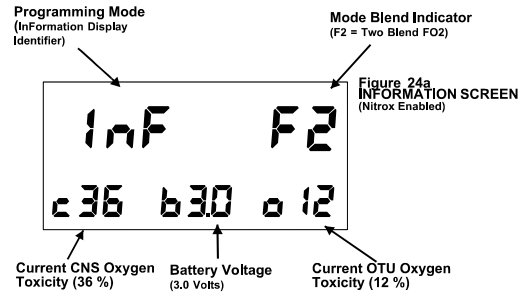 Programming Mode
(InFormation Display
Identifier)
Mode Blend Indicator
(F2 = Two Blend FO2)
Figure 24a
INFORMATION SCREEN
(Nitrox Enabled)
InF F2
c36 b3.0 o12
Current CNS Oxygen
Toxicity (36 %)
Battery Voltage
(3.0 Volts)
Current OTU Oxygen
Toxicity (12 %)